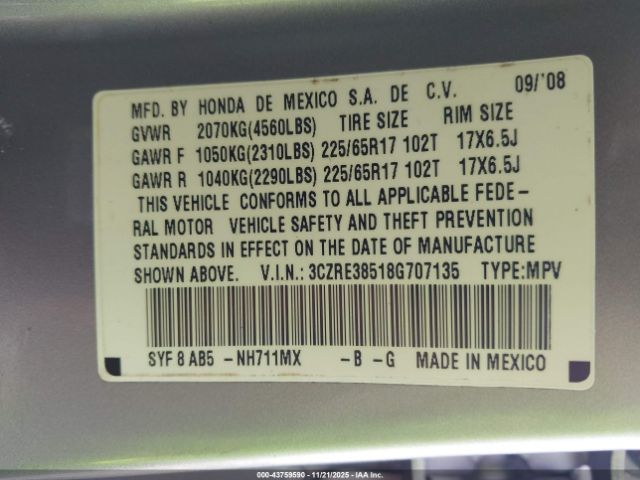 09/'08
MFD. BY HONDA DE MEXICO S.A. DE C.V.
GVWR 2070KG(4560LBS) TIRE SIZE RIM SIZE
GAWR F 1050KG(2310LBS) 225/65R17 102T 17X6.5J
GAWR R 1040KG(2290LBS) 225/65R17 102T 17X6.5J
THIS VEHICLE CONFORMS TO ALL APPLICABLE FEDE-
RAL MOTOR VEHICLE SAFETY AND THEFT PREVENTION
STANDARDS IN EFFECT ON THE DATE OF MANUFACTURE
SHOWN ABOVE. V.I.N.: 3CZRE38518G707135 TYPE:MPV
SYF 8 AB5 -NH711MX -B -G MADE IN MEXICO
000-43759590 - 11/21/2025 - IAA Inc.